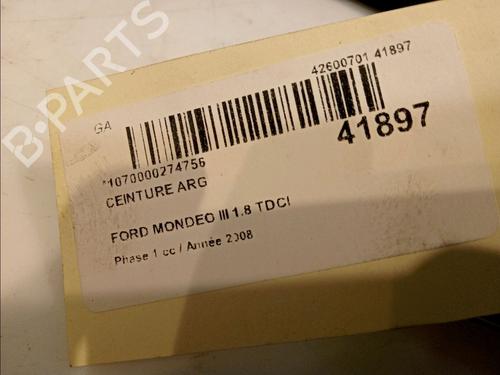 B-PARTS
GA
42600701 41897
41897
*1070000274756
CEINTURE ARG
FORD MONDEO III 1.8 TDCI
Phase 1 cc / Année 2008